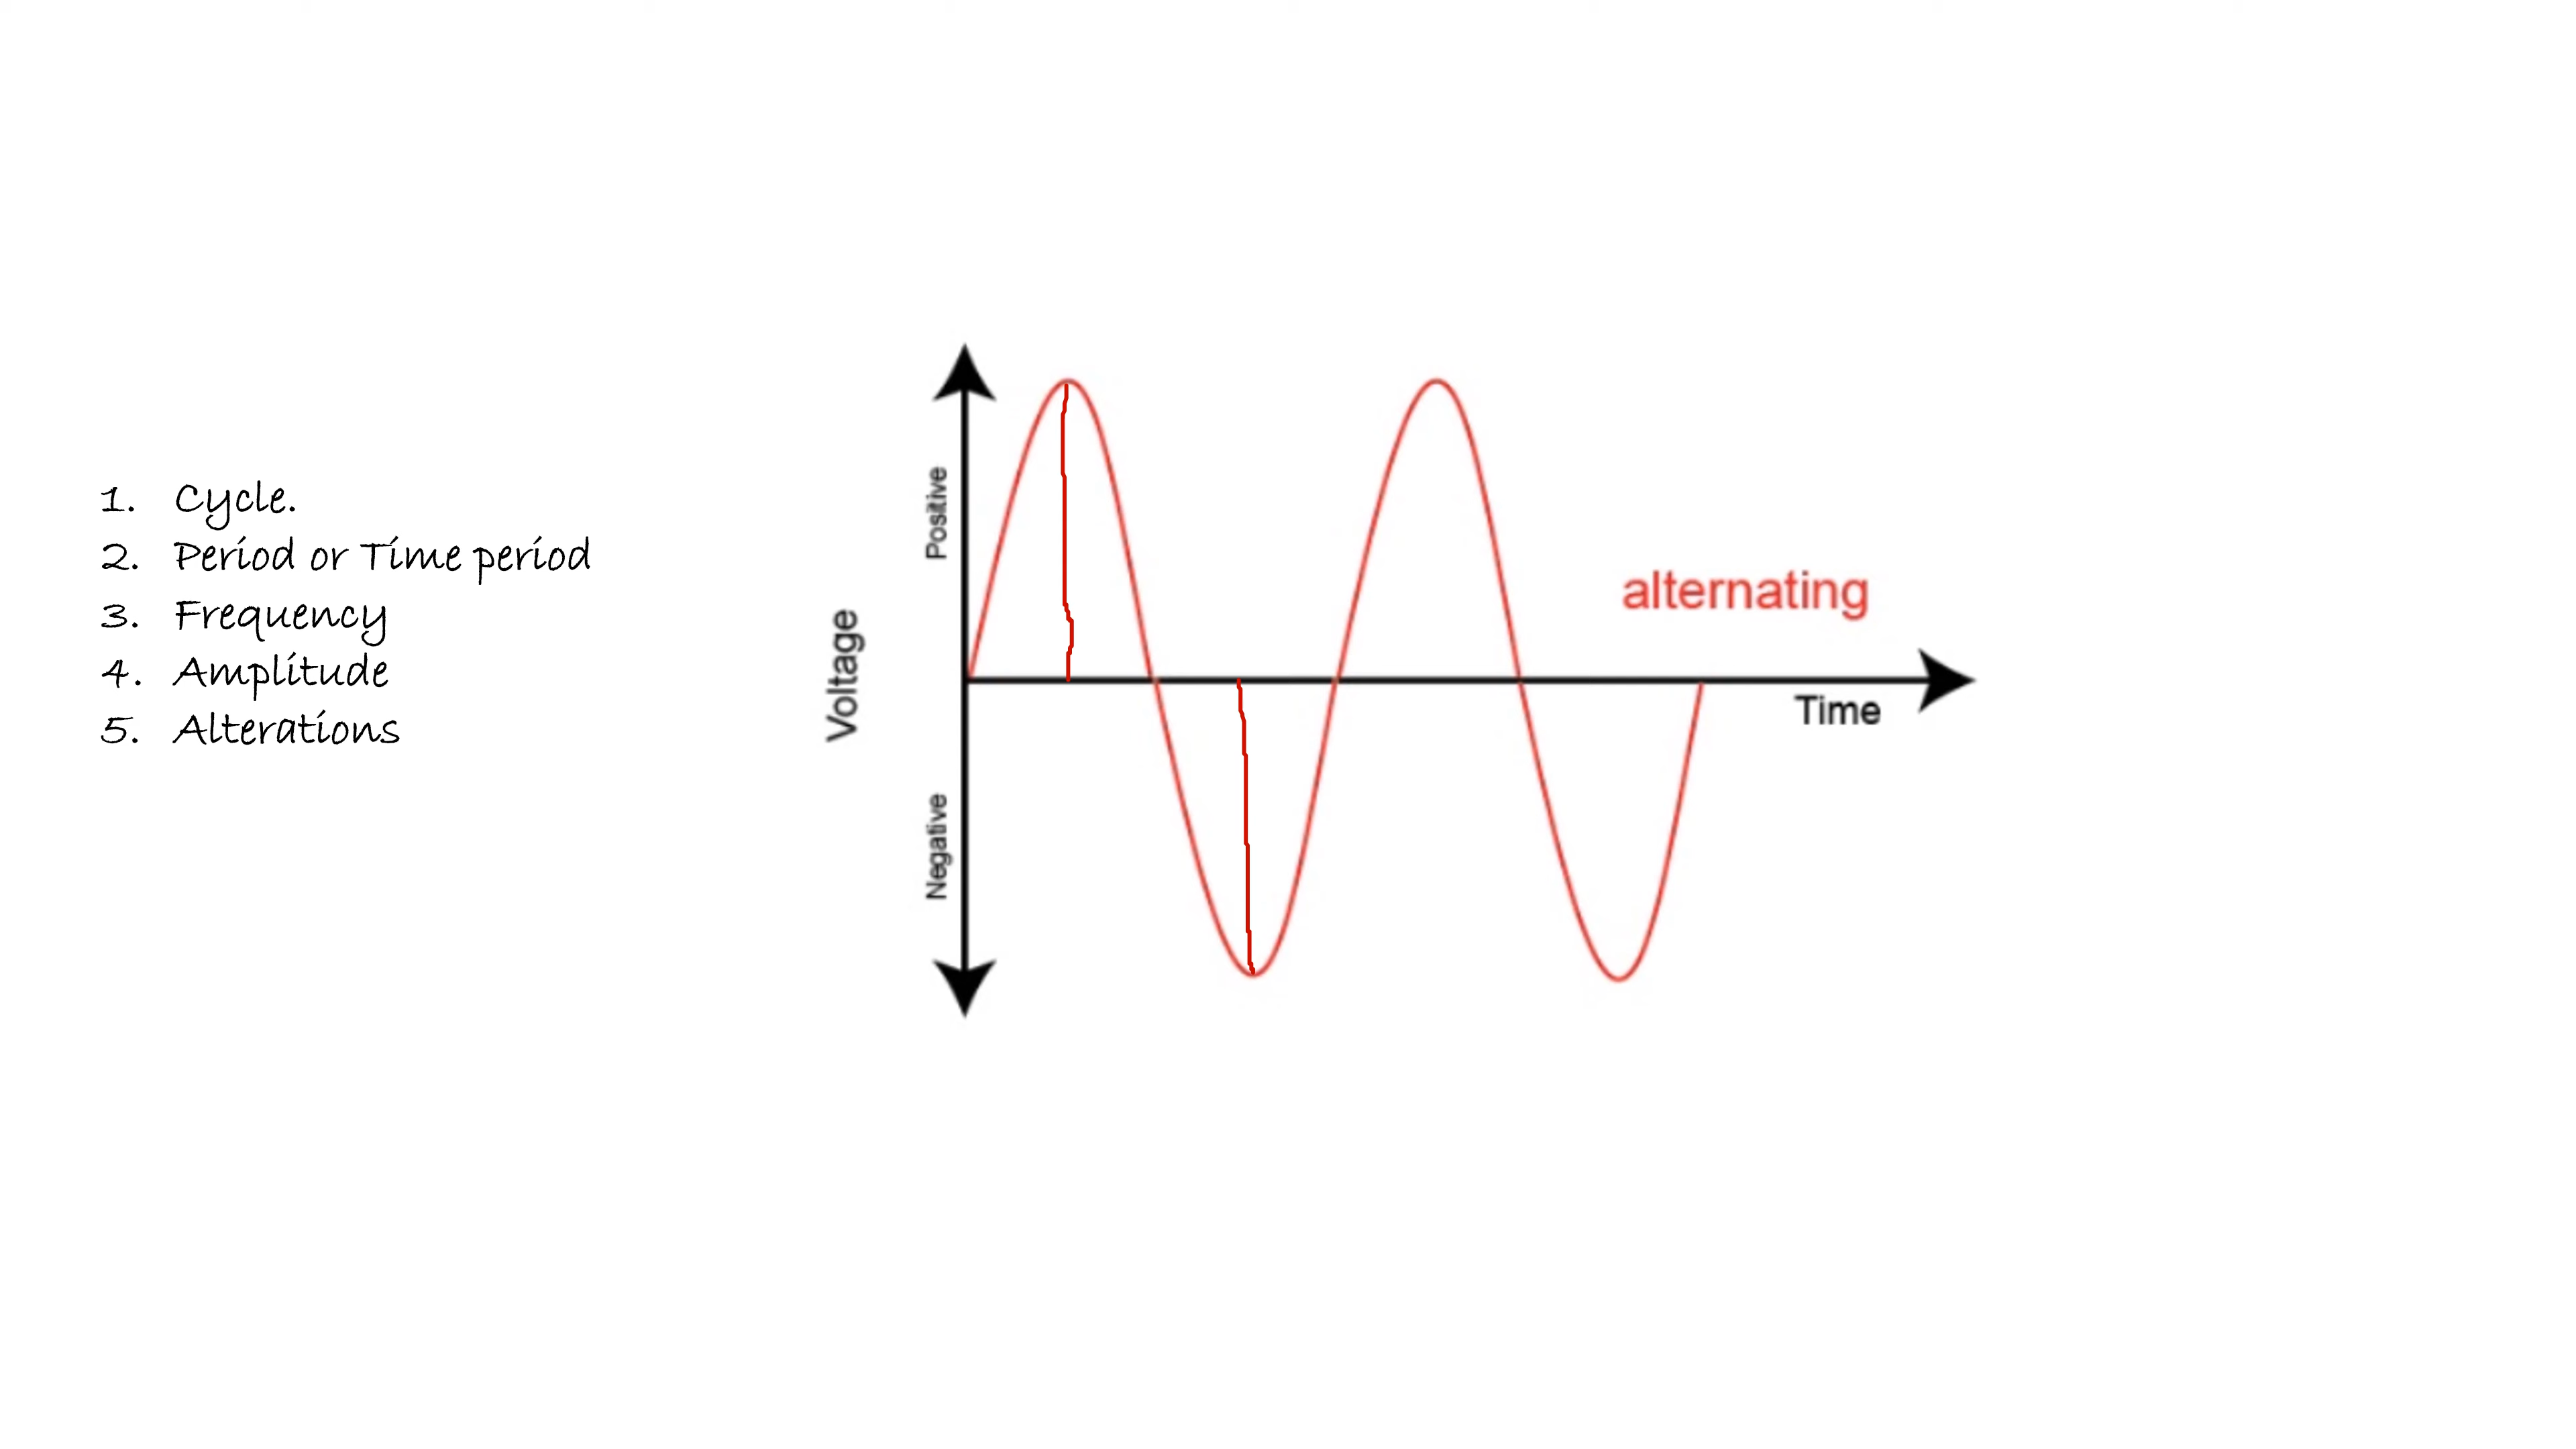 1. Cycle.
2. Period or Time period
3. Frequency
4. Amplitude
5. Alterations
Voltage
Positive
Negative
alternating
Time